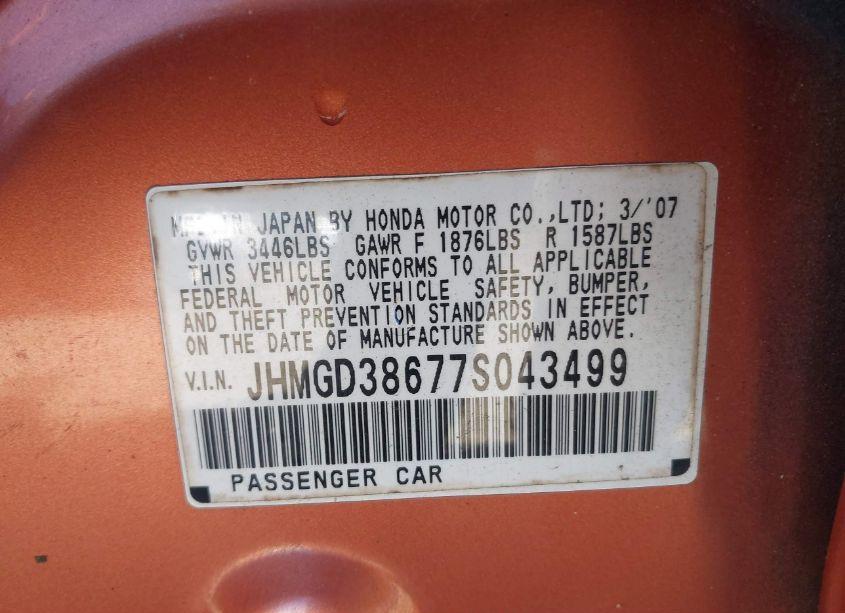 IN JAPAN BY HONDA MOTOR CO.,LTD; 3/'07
GVWR 3446LBS GAWR F 1876LBS R 1587LBS
THIS VEHICLE CONFORMS TO ALL APPLICABLE
FEDERAL MOTOR VEHICLE SAFETY, BUMPER,
AND THEFT PREVENTION STANDARDS IN EFFECT
ON THE DATE OF MANUFACTURE SHOWN ABOVE.
V.I.N. JHMGD38677S043499
PASSENGER CAR